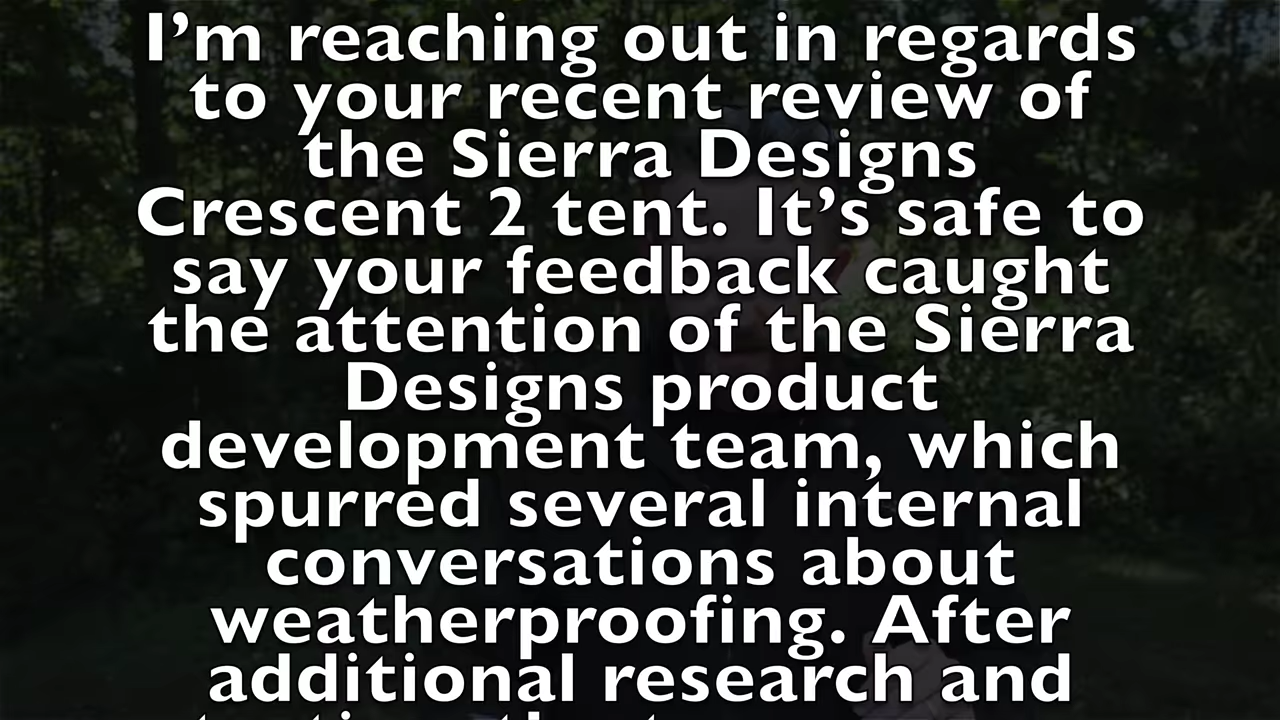 I’m reaching out in regards
to your recent review of
the Sierra Designs
Crescent 2 tent. It’s safe to
say your feedback caught
the attention of the Sierra
Designs product
development team, which
spurred several internal
conversations about
weatherproofing. After
additional research and